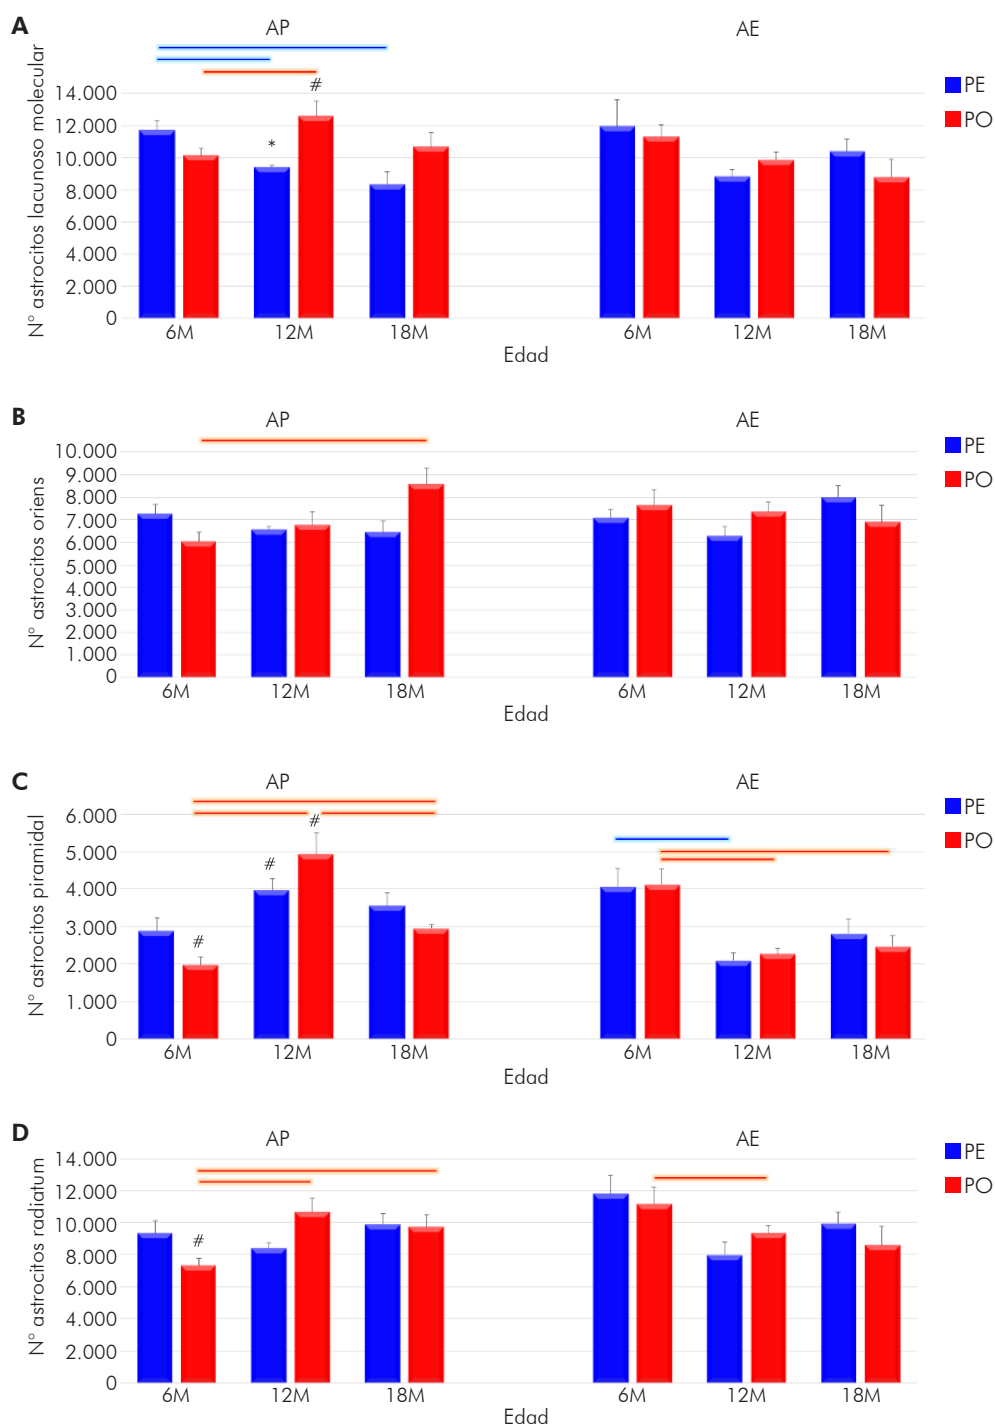 A
AP
AE
N° astrocitos lacunoso molecular
14.000
12.000
10.000
8.000
6.000
4.000
2.000
0
#
*
6M
12M
18M
6M
12M
18M
Edad
PE
PO
B
AP
AE
N° astrocitos oriens
10.000
9.000
8.000
7.000
6.000
5.000
4.000
3.000
2.000
1.000
0
6M
12M
18M
6M
12M
18M
Edad
PE
PO
C
AP
AE
N° astrocitos piramidal
6.000
5.000
4.000
3.000
2.000
1.000
0
#
#
#
6M
12M
18M
6M
12M
18M
Edad
PE
PO
D
AP
AE
N° astrocitos radiatum
14.000
12.000
10.000
8.000
6.000
4.000
2.000
0
#
6M
12M
18M
6M
12M
18M
Edad
PE
PO